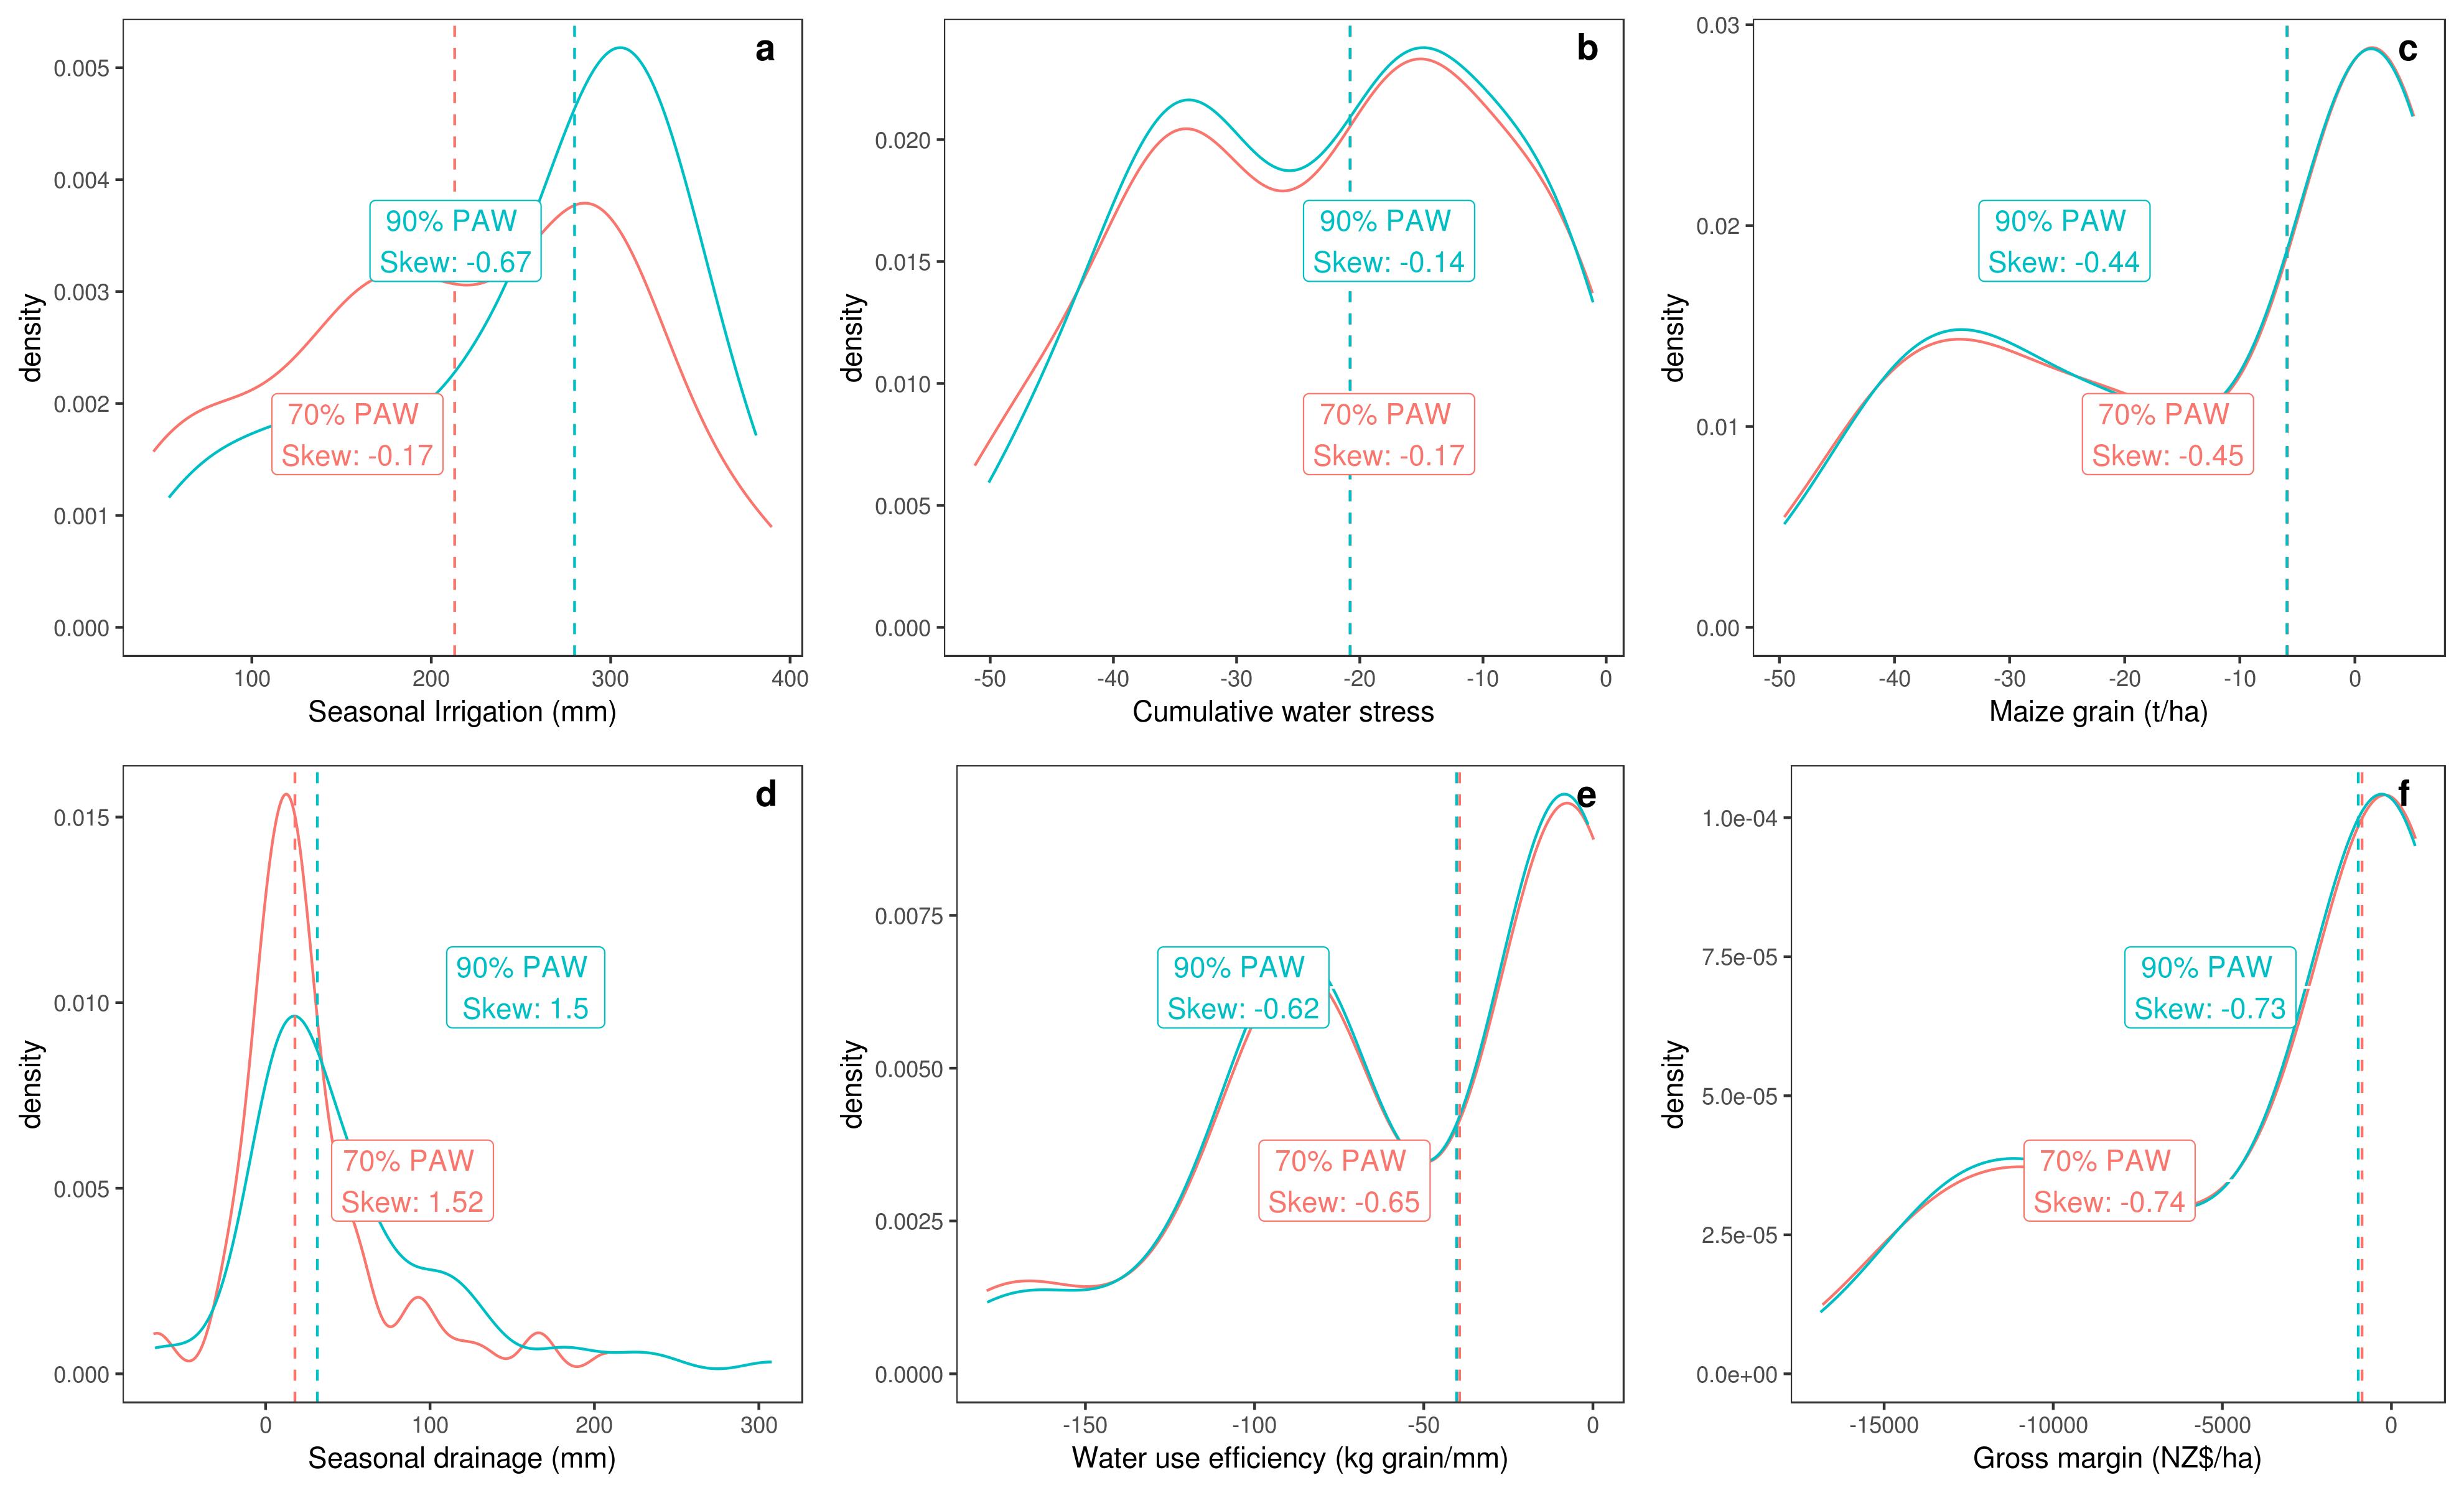 a
density
0.005
0.004
0.003
0.002
0.001
0.000
90% PAW
Skew: -0.67
70% PAW
Skew: -0.17
100
200
300
400
Seasonal Irrigation (mm)
b
density
0.020
0.015
0.010
0.005
0.000
90% PAW
Skew: -0.14
70% PAW
Skew: -0.17
-50
-40
-30
-20
-10
0
Cumulative water stress
c
density
0.03
0.02
0.01
0.00
90% PAW
Skew: -0.44
70% PAW
Skew: -0.45
-50
-40
-30
-20
-10
0
Maize grain (t/ha)
d
density
0.015
0.010
0.005
0.000
90% PAW
Skew: 1.5
70% PAW
Skew: 1.52
0
100
200
300
Seasonal drainage (mm)
e
density
0.0075
0.0050
0.0025
0.0000
90% PAW
Skew: -0.62
70% PAW
Skew: -0.65
-150
-100
-50
0
Water use efficiency (kg grain/mm)
f
density
1.0e-04
7.5e-05
5.0e-05
2.5e-05
0.0e+00
90% PAW
Skew: -0.73
70% PAW
Skew: -0.74
-15000
-10000
-5000
0
Gross margin (NZ$/ha)